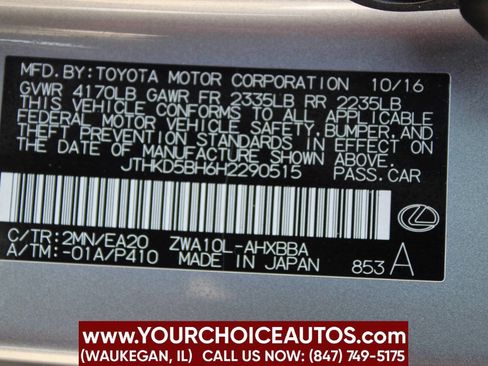 MFD.BY:TOYOTA MOTOR CORPORATION 10/16
GVWR 4170LB GAWR FR 2335LB RR 2235LB
THIS VEHICLE CONFORMS TO ALL APPLICABLE
FEDERAL MOTOR VEHICLE SAFETY,BUMPER,AND
THEFT PREVENTION STANDARDS IN EFFECT ON THE
DATE OF MANUFACTURE SHOWN ABOVE.
JTHKD5BH6H2290515 PASS.CAR
C/TR:2MN/EA20 ZWA10L-AHXBBA
A/TM:-01A/P410 MADE IN JAPAN 853 A
WWW.YOURCHOICEAUTOS.COM
(WAUKEGAN, IL) CALL US NOW: (847) 749-5175